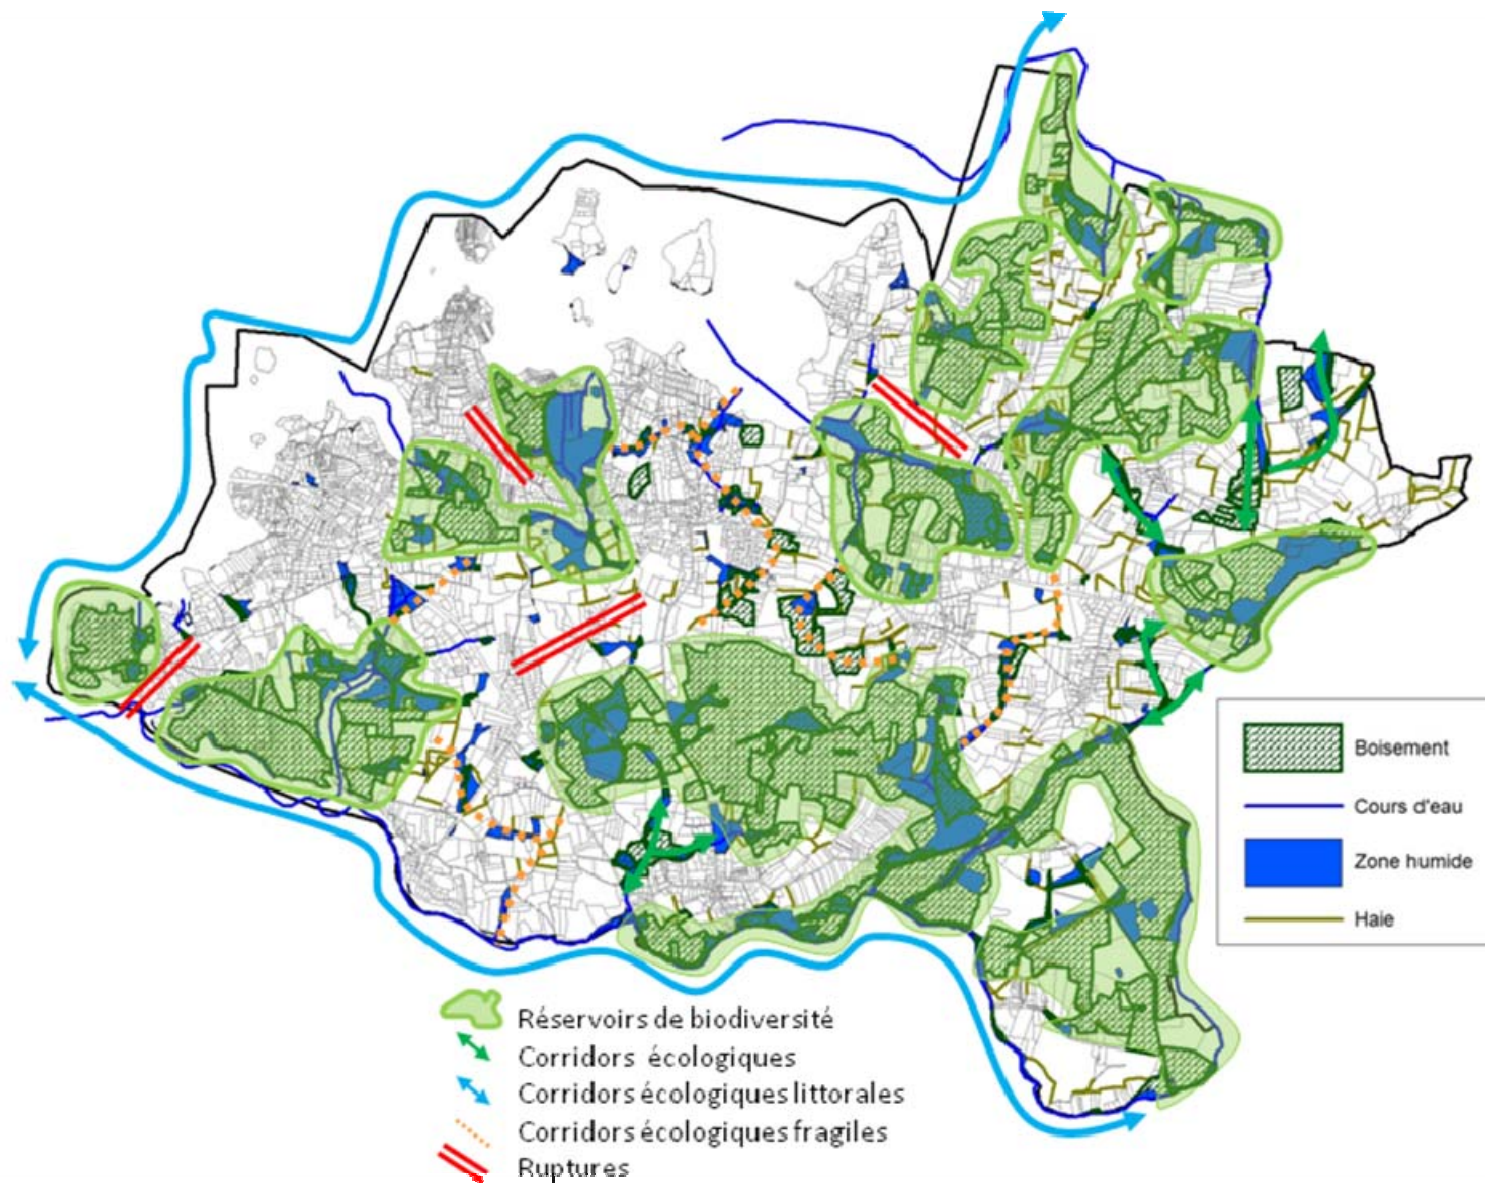 Boisement
Cours d'eau
Zone humide
Haie
Réservoirs de biodiversité
Corridors écologiques
Corridors écologiques littorales
Corridors écologiques fragiles
Ruptures